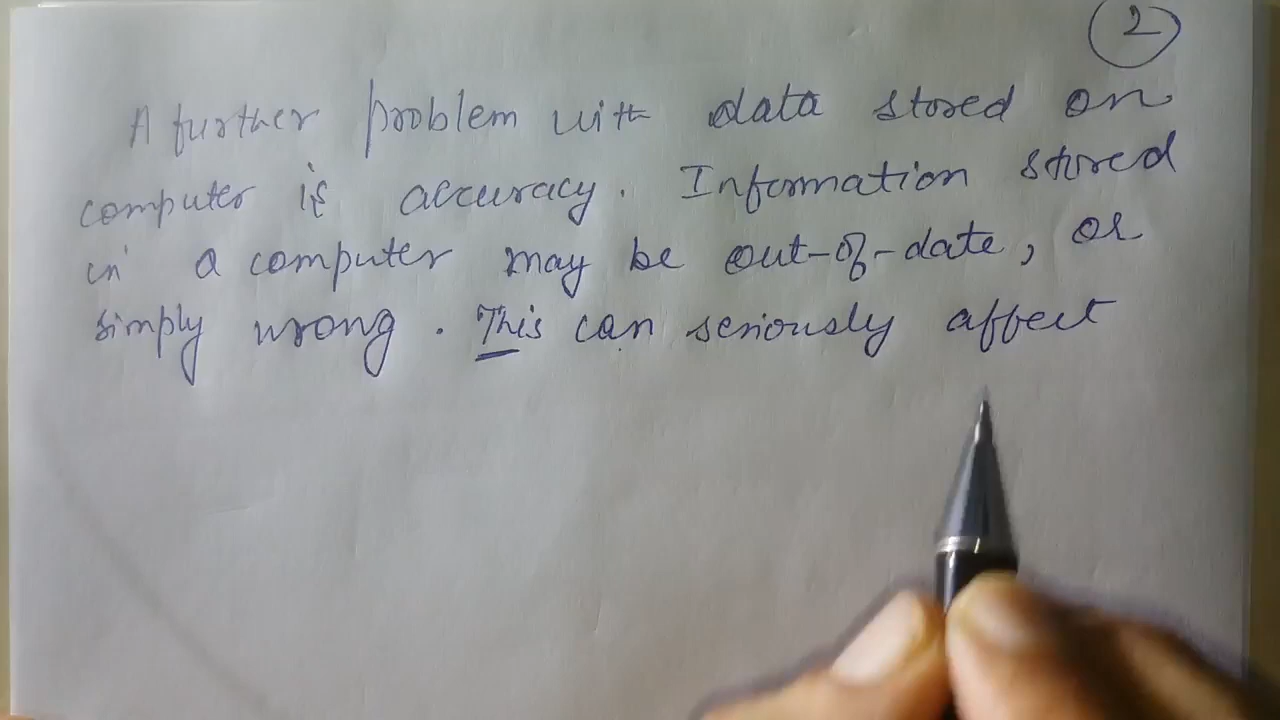 2
A further problem with data stored on
computer is accuracy. Information stored
in a computer may be out-of-date, or
simply wrong. This can seriously affect